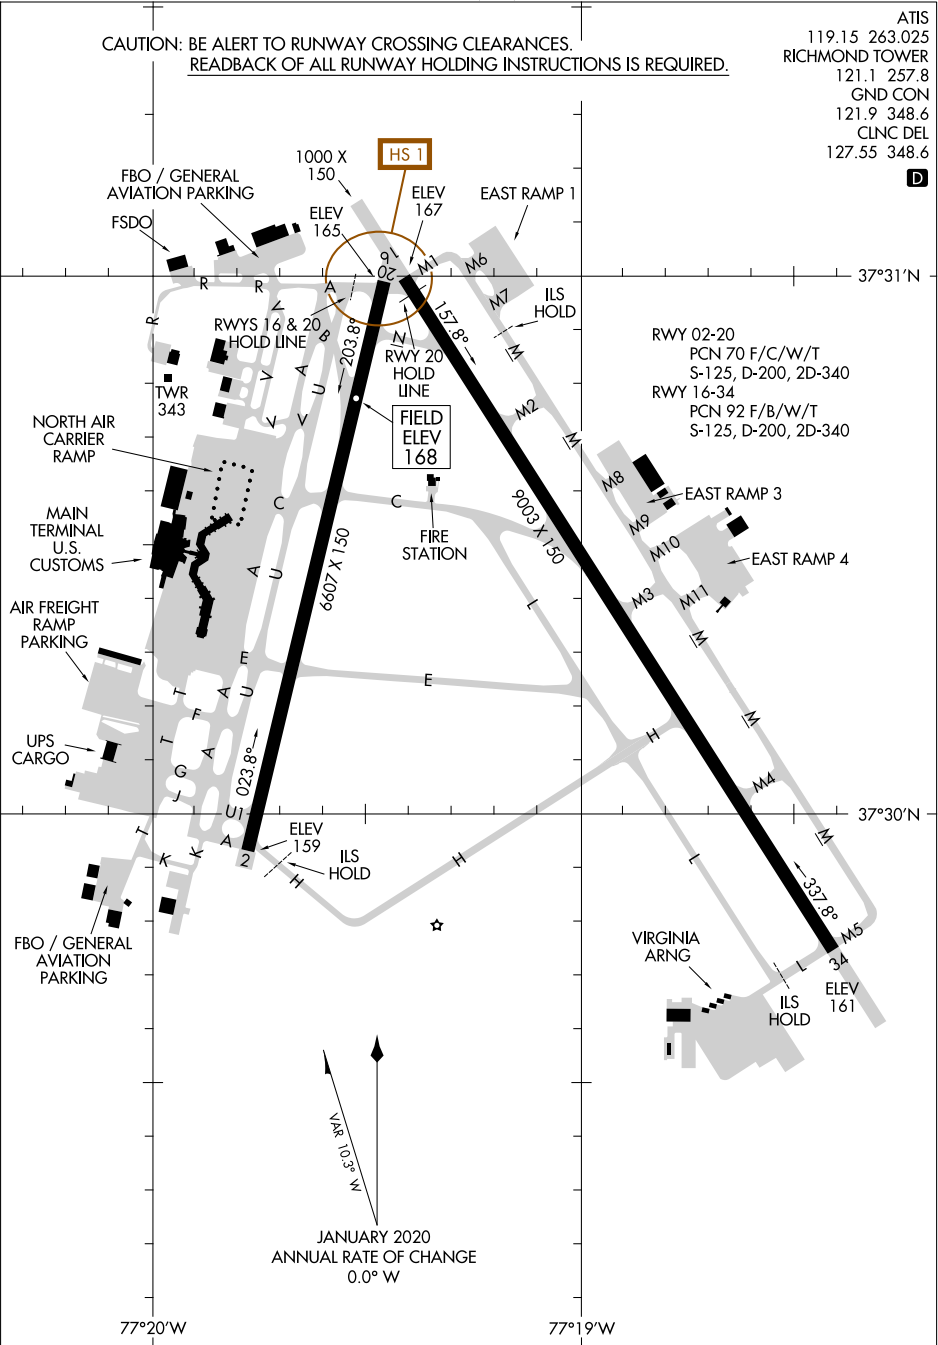 CAUTION: BE ALERT TO RUNWAY CROSSING CLEARANCES.
READBACK OF ALL RUNWAY HOLDING INSTRUCTIONS IS REQUIRED.
ATIS
119.15 263.025
RICHMOND TOWER
121.1 257.8
GND CON
121.9 348.6
CLNC DEL
127.55 348.6
D
HS 1
1000 X
150
ELEV
165
ELEV
167
EAST RAMP 1
FBO / GENERAL
AVIATION PARKING
FSDO
16
20
M1
M6
M7
37°31'N
R
R
R
A
V
B
RWYS 16 & 20
HOLD LINE
203.8°
N
RWY 20
HOLD
LINE
157.8°
ILS
HOLD
M
RWY 02-20
PCN 70 F/C/W/T
S-125, D-200, 2D-340
RWY 16-34
PCN 92 F/B/W/T
S-125, D-200, 2D-340
TWR
343
V
A
U
V
V
FIELD
ELEV
168
M2
M
NORTH AIR
CARRIER
RAMP
C
C
FIRE
STATION
9003 X 150
M8
EAST RAMP 3
M9
M10
EAST RAMP 4
MAIN
TERMINAL
U.S.
CUSTOMS
A
U
6607 X 150
L
M3
M11
M
AIR FREIGHT
RAMP
PARKING
E
E
T
A
U
F
T
A
G
J
M
H
UPS
CARGO
023.8°
M4
U1
37°30'N
T
K
K
A
2
ELEV
159
ILS
HOLD
H
H
L
M
337.8°
FBO / GENERAL
AVIATION
PARKING
VIRGINIA
ARNG
M5
34
L
ILS
HOLD
ELEV
161
VAR 10.3° W
JANUARY 2020
ANNUAL RATE OF CHANGE
0.0° W
77°20'W
77°19'W